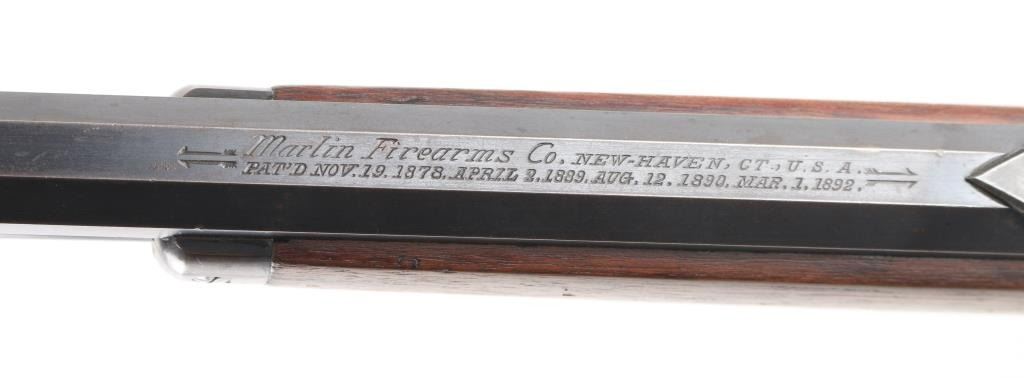 Marlin Firearms Co. NEW-HAVEN, CT., U.S.A.
PAT'D. NOV. 19. 1878. APRIL 2. 1889. AUG. 12. 1890. MAR. 1. 1892.